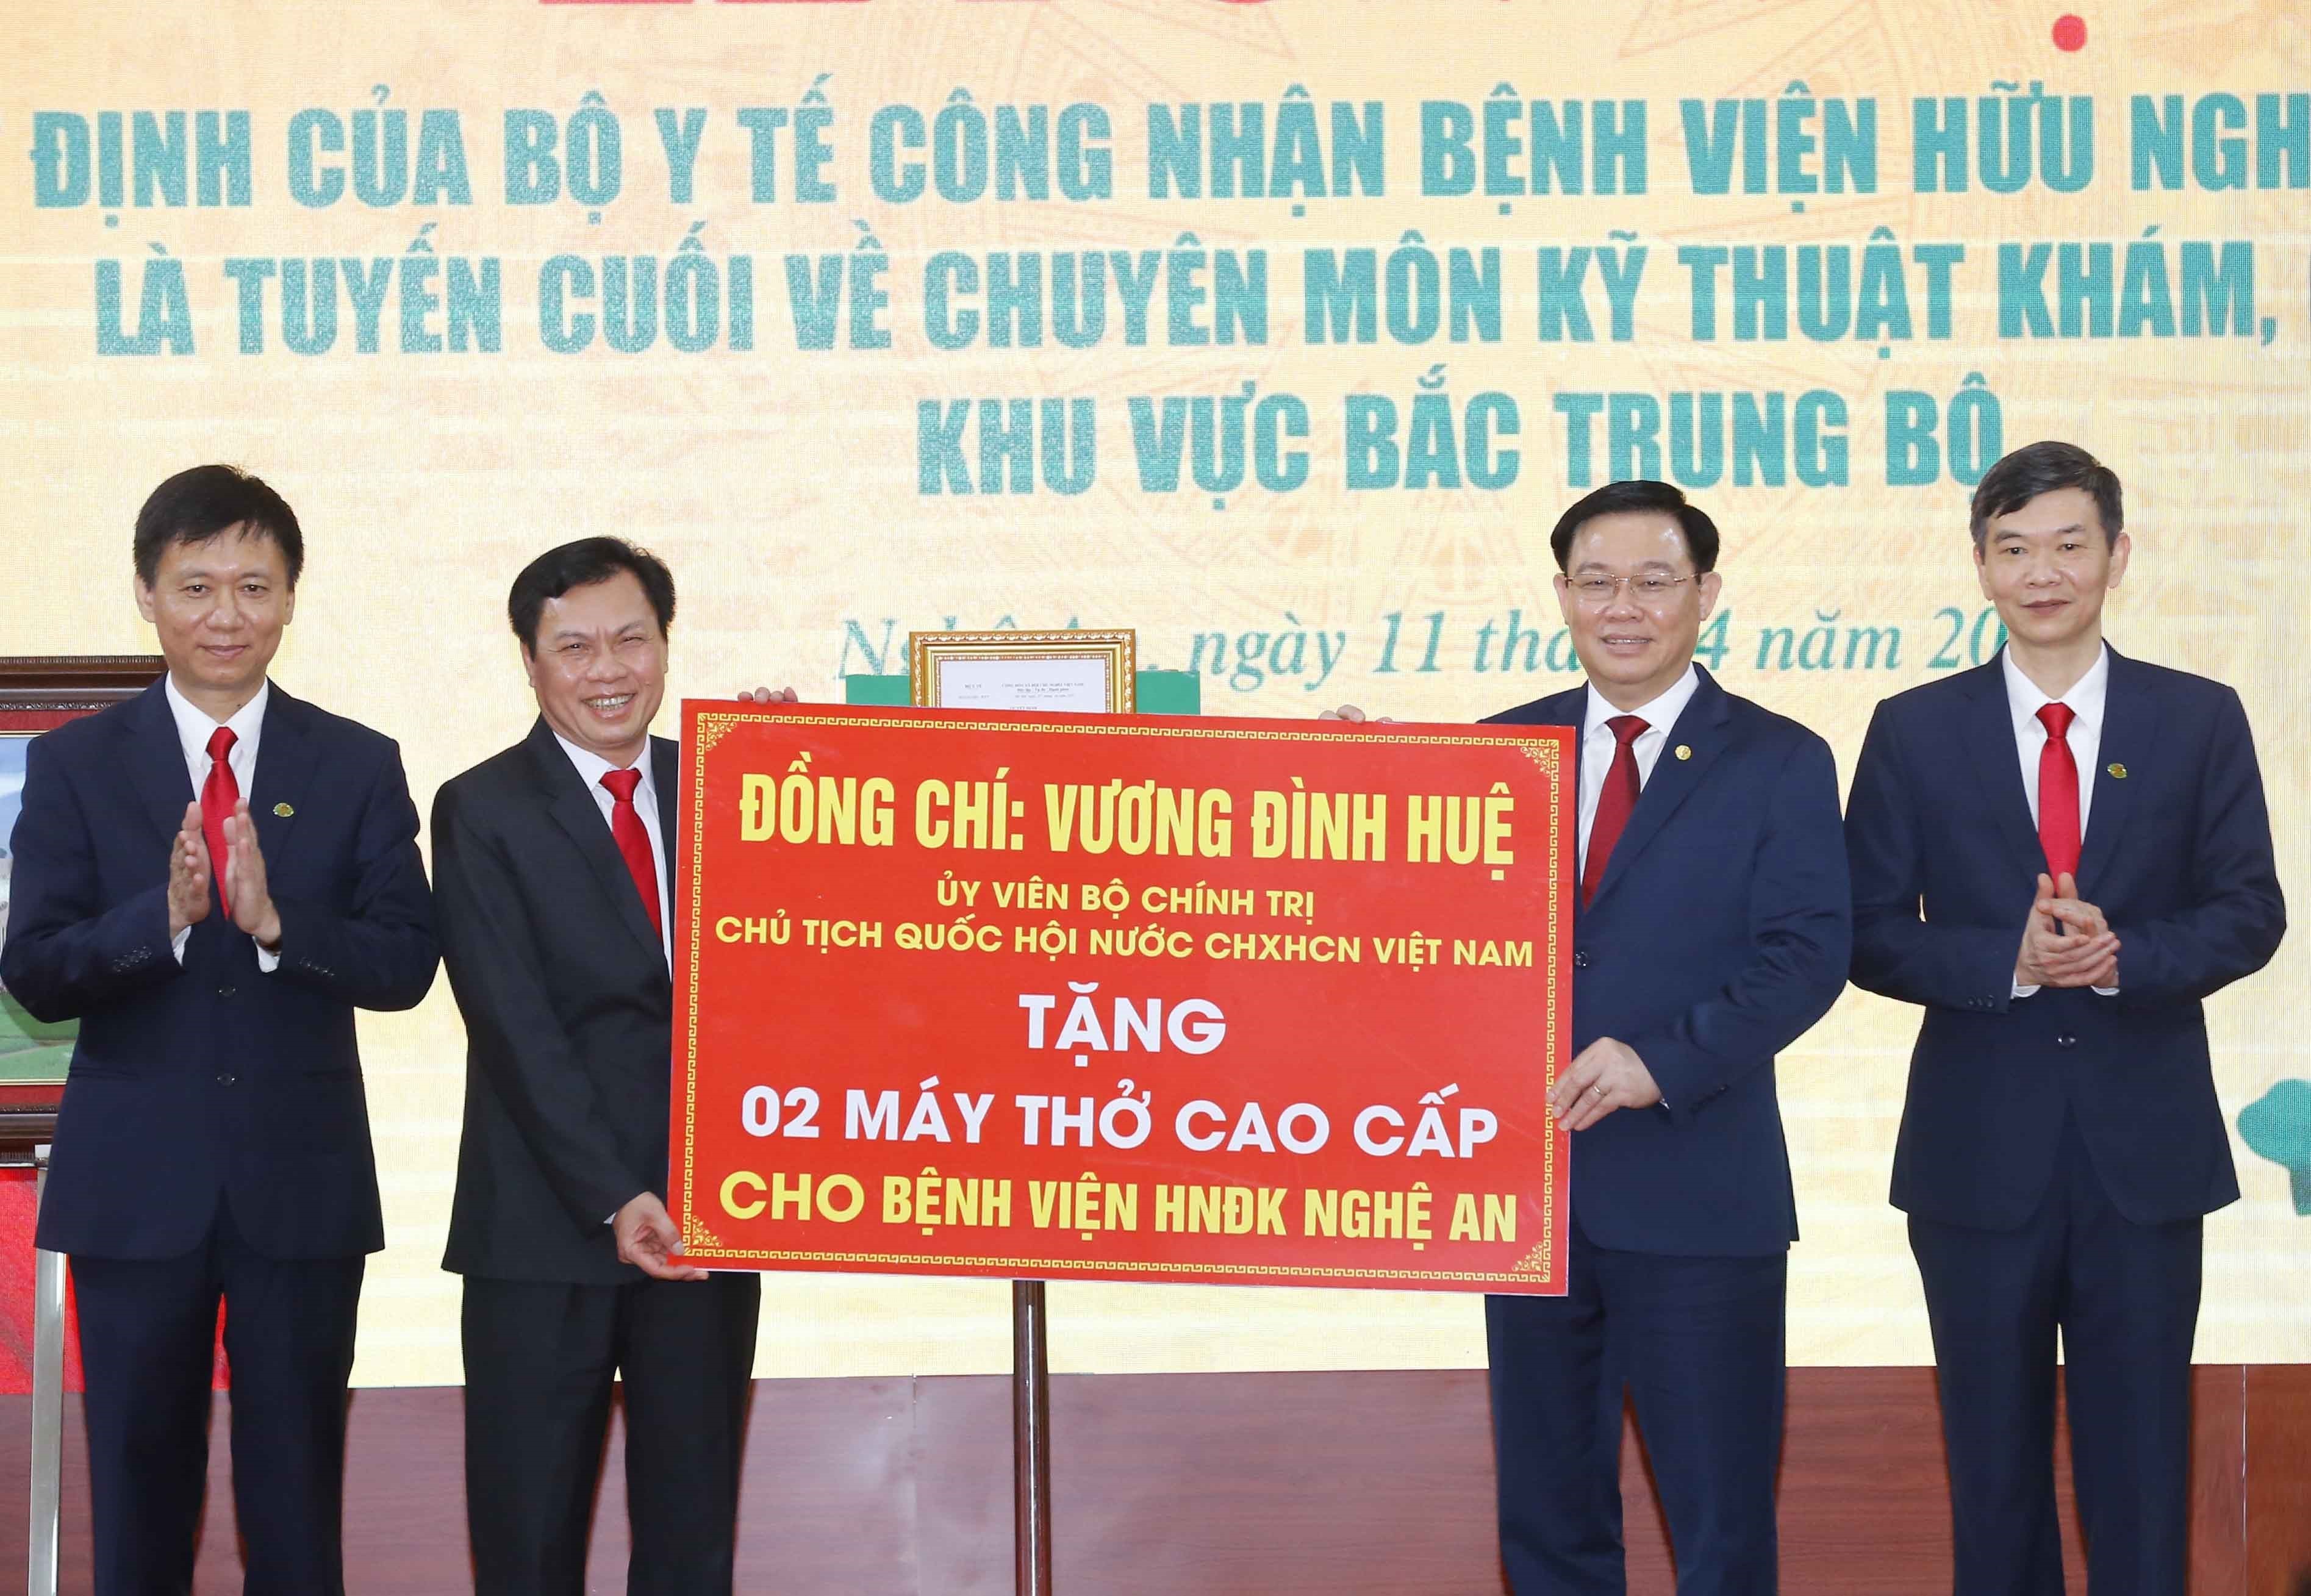 ĐỊNH CỦA BỘ Y TẾ CÔNG NHẬN BỆNH VIỆN HỮU NGH
LÀ TUYẾN CUỐI VỀ CHUYÊN MÔN KỸ THUẬT KHÁM,
KHU VỰC BẮC TRUNG BỘ
ngày 11 4 năm 20
ĐỒNG CHÍ: VƯƠNG ĐÌNH HUỆ
ỦY VIÊN BỘ CHÍNH TRỊ
CHỦ TỊCH QUỐC HỘI NƯỚC CHXHCN VIỆT NAM
TẶNG
02 MÁY THỞ CAO CẤP
CHO BỆNH VIỆN HNĐK NGHỆ AN